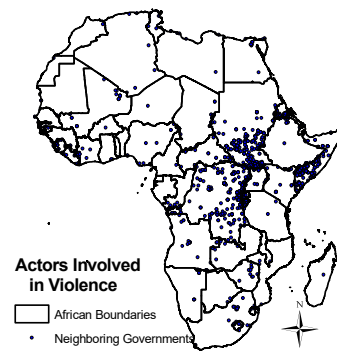 Actors Involved
in Violence
African Boundaries
Neighboring Governments
N